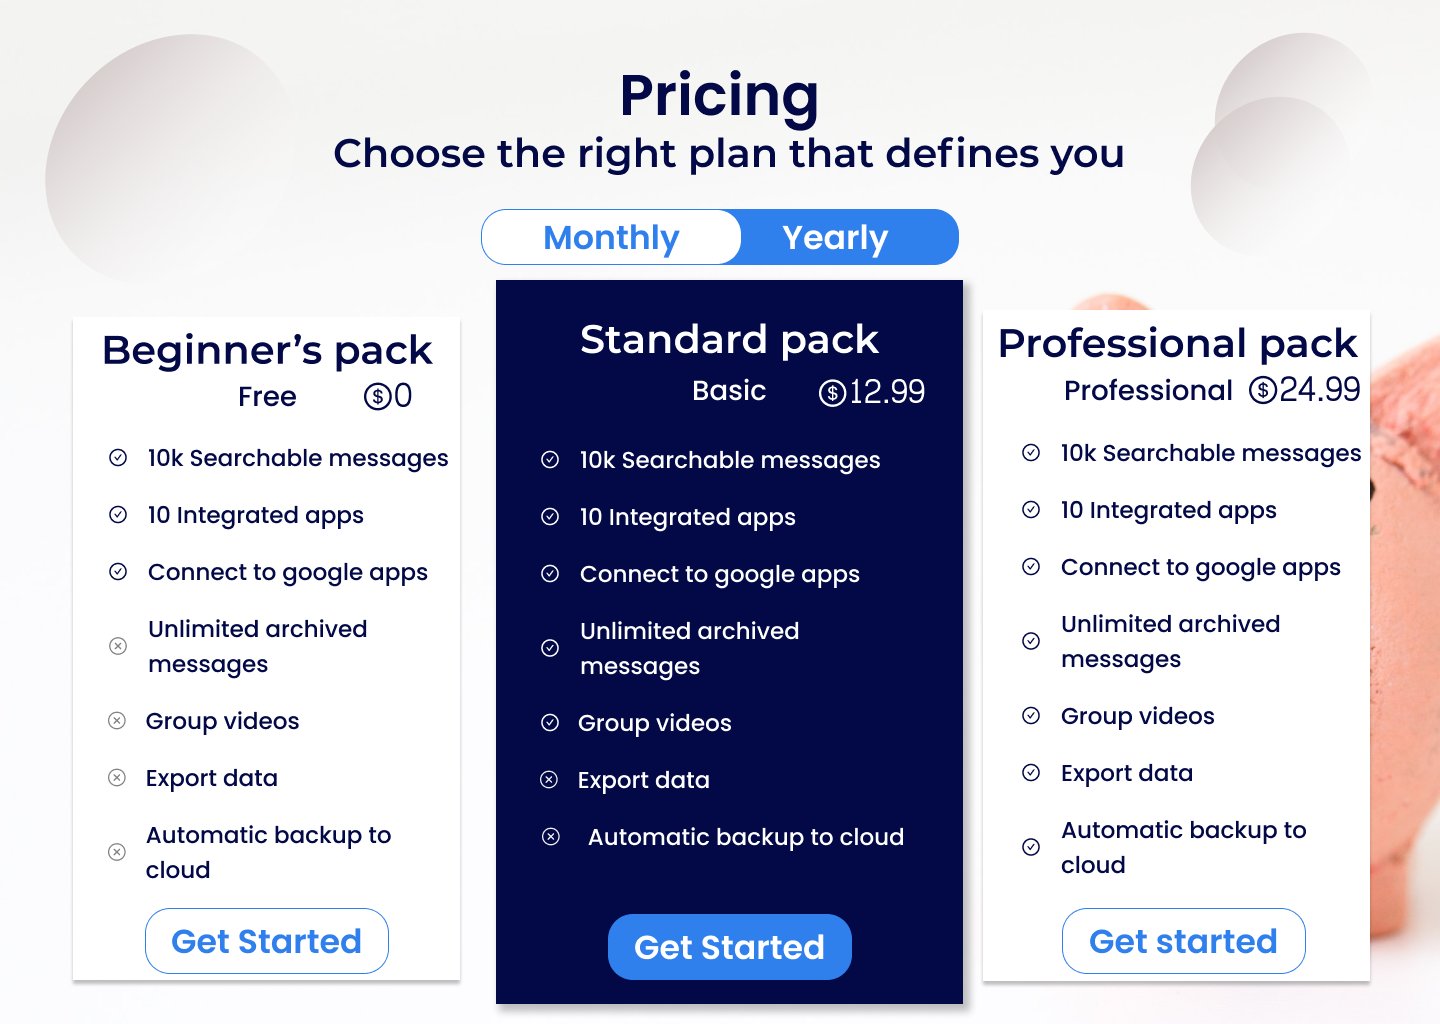 Pricing
Choose the right plan that defines you
Monthly
Yearly
Beginner’s pack
Free $0
10k Searchable messages
10 Integrated apps
Connect to google apps
Unlimited archived
messages
Group videos
Export data
Automatic backup to
cloud
Get Started
Standard pack
Basic $12.99
10k Searchable messages
10 Integrated apps
Connect to google apps
Unlimited archived
messages
Group videos
Export data
Automatic backup to cloud
Get Started
Professional pack
Professional $24.99
10k Searchable messages
10 Integrated apps
Connect to google apps
Unlimited archived
messages
Group videos
Export data
Automatic backup to
cloud
Get started